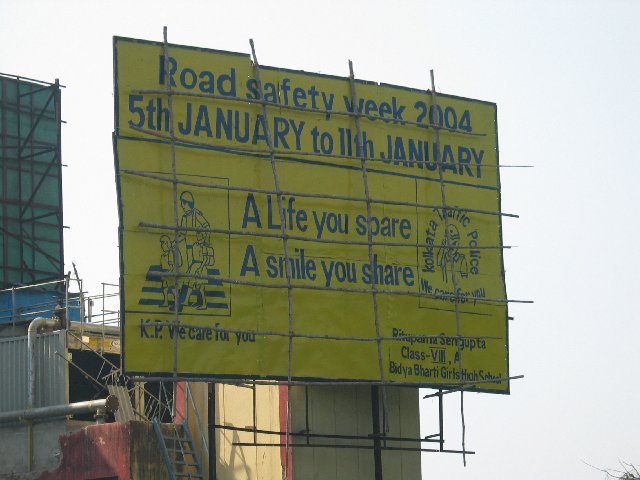 Road safety week 2004
5th JANUARY to 11th JANUARY
A Life you spare
A smile you share
Kolkata Traffic Police
We care for you
K.P. We care for you
Rituparna Sengupta
Class-VIII, A
Bidya Bharti Girls High School